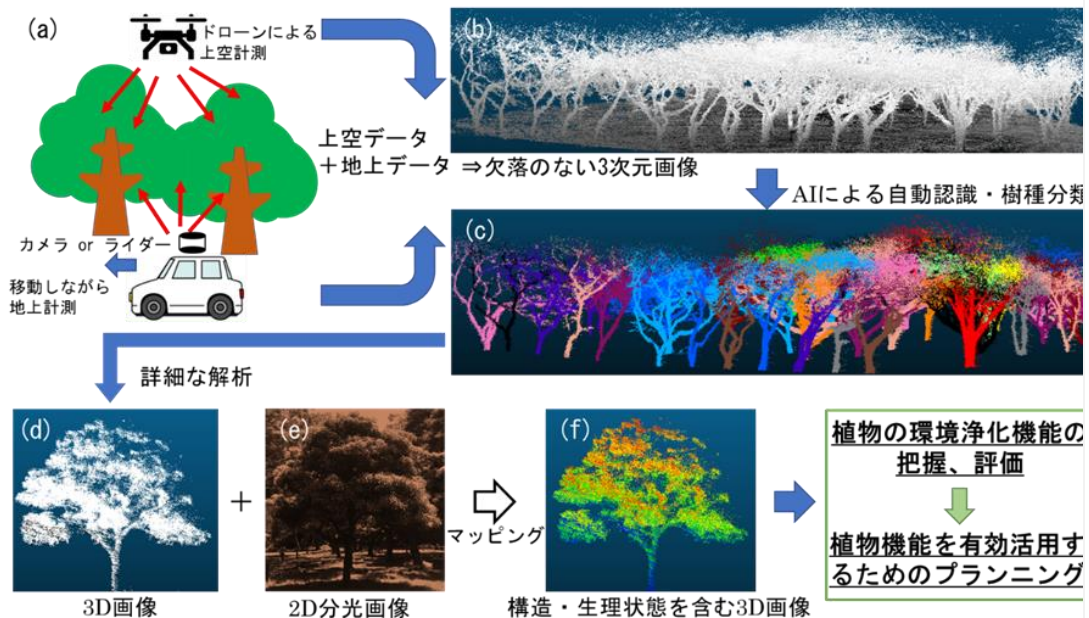 (a)
ドローンによる
上空計測
上空データ
＋地上データ ⇒欠落のない3次元画像
カメラ or ライダー
移動しながら
地上計測
(b)
AIによる自動認識・樹種分類
(c)
詳細な解析
(d)
＋
(e)
マッピング
(f)
3D画像
2D分光画像
構造・生理状態を含む3D画像
植物の環境浄化機能の
把握、評価
植物機能を有効活用す
るためのプランニング